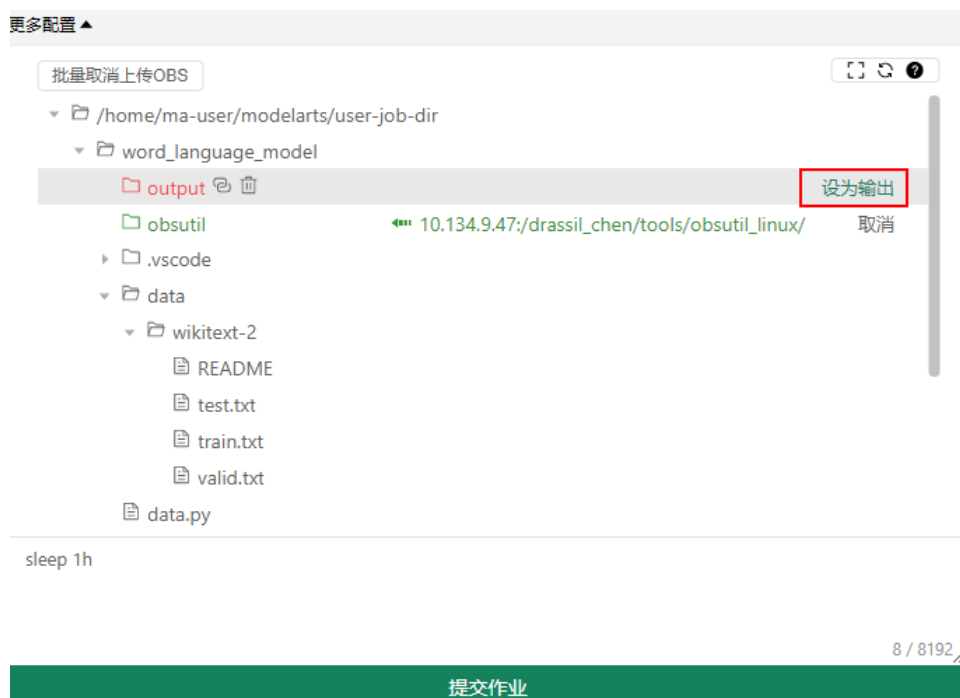 更多配置
批量取消上传OBS
/home/ma-user/modelarts/user-job-dir
word_language_model
output 设为输出
obsutil 10.134.9.47:/drassil_chen/tools/obsutil_linux/ 取消
.vscode
data
wikitext-2
README
test.txt
train.txt
valid.txt
data.py
sleep 1h
8 / 8192
提交作业